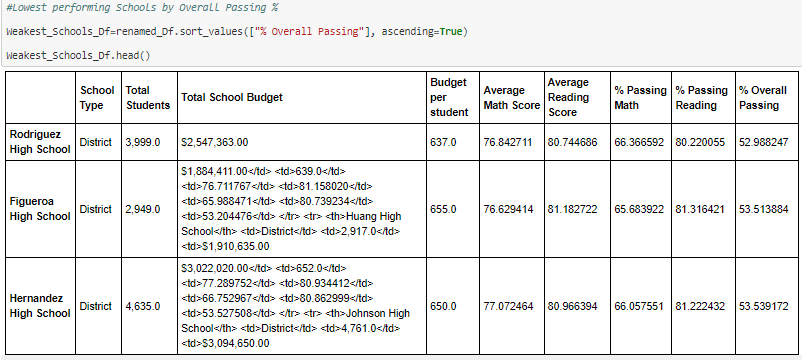 #Lowest performing Schools by Overall Passing %
Weakest_Schools_Df=renamed_Df.sort_values(["% Overall Passing"], ascending=True)
Weakest_Schools_Df.head()
School Type Total Students Total School Budget Budget per student Average Math Score Average Reading Score % Passing Math % Passing Reading % Overall Passing
Rodriguez High School District 3,999.0 $2,547,363.00 637.0 76.842711 80.744686 66.366592 80.220055 52.988247
Figueroa High School District 2,949.0
$1,884,411.00</td> <td>639.0</td>
<td>76.711767</td> <td>81.158020</td>
<td>65.988471</td> <td>80.739234</td>
<td>53.204476</td> </tr> <tr> <th>Huang High
School</th> <td>District</td> <td>2,917.0</td>
<td>$1,910,635.00
655.0 76.629414 81.182722 65.683922 81.316421 53.513884
Hernandez High School District 4,635.0
$3,022,020.00</td> <td>652.0</td>
<td>77.289752</td> <td>80.934412</td>
<td>66.752967</td> <td>80.862999</td>
<td>53.527508</td> </tr> <tr> <th>Johnson High
School</th> <td>District</td> <td>4,761.0</td>
<td>$3,094,650.00
650.0 77.072464 80.966394 66.057551 81.222432 53.539172